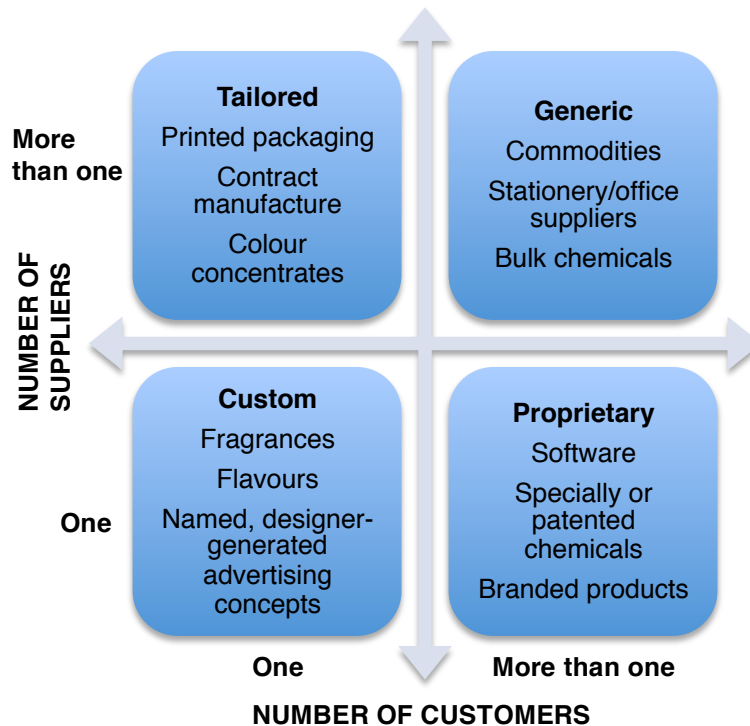 Tailored
Printed packaging
Contract
manufacture
Colour
concentrates
Generic
Commodities
Stationery/office
suppliers
Bulk chemicals
More
than one
NUMBER OF
SUPPLIERS
Custom
Fragrances
Flavours
Named, designer-
generated
advertising
concepts
Proprietary
Software
Specially or
patented
chemicals
Branded products
One
One
More than one
NUMBER OF CUSTOMERS